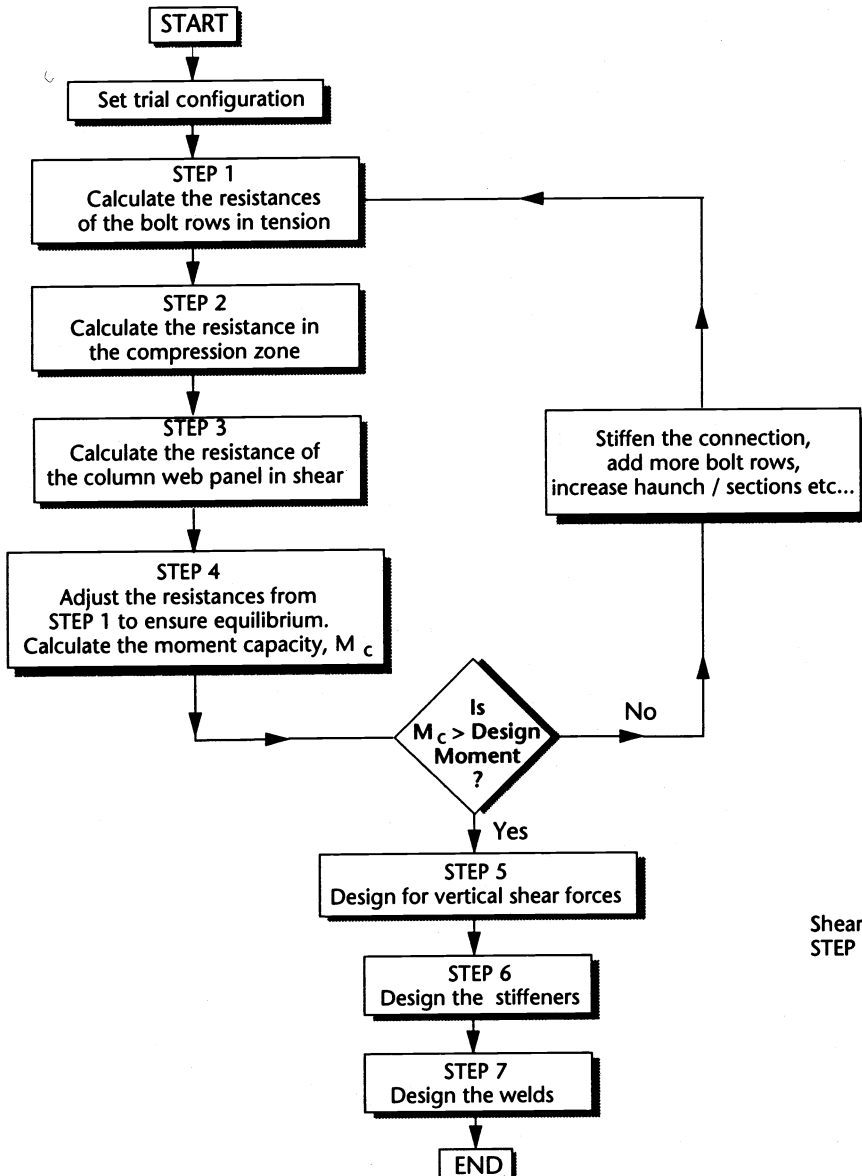 START
Set trial configuration
STEP 1
Calculate the resistances
of the bolt rows in tension
STEP 2
Calculate the resistance in
the compression zone
STEP 3
Calculate the resistance of
the column web panel in shear
STEP 4
Adjust the resistances from
STEP 1 to ensure equilibrium.
Calculate the moment capacity, M c
Stiffen the connection,
add more bolt rows,
increase haunch / sections etc...
Is
M c > Design
Moment
?
No
Yes
STEP 5
Design for vertical shear forces
Shear
STEP
STEP 6
Design the stiffeners
STEP 7
Design the welds
END